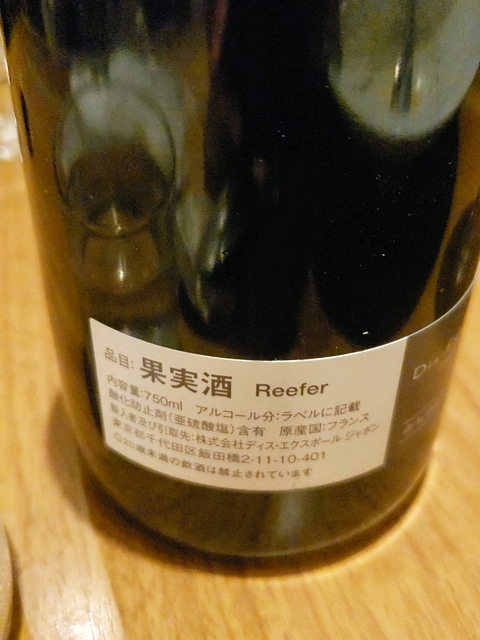 品目: 果実酒 Reefer
内容量:750ml アルコール分:ラベルに記載
酸化防止剤(亜硫酸塩)含有 原産国:フランス
輸入者及び引取先:株式会社ディス・エクスポール ジャポン
東京都千代田区飯田橋2-11-10-401
◎20歳未満の飲酒は禁止されています